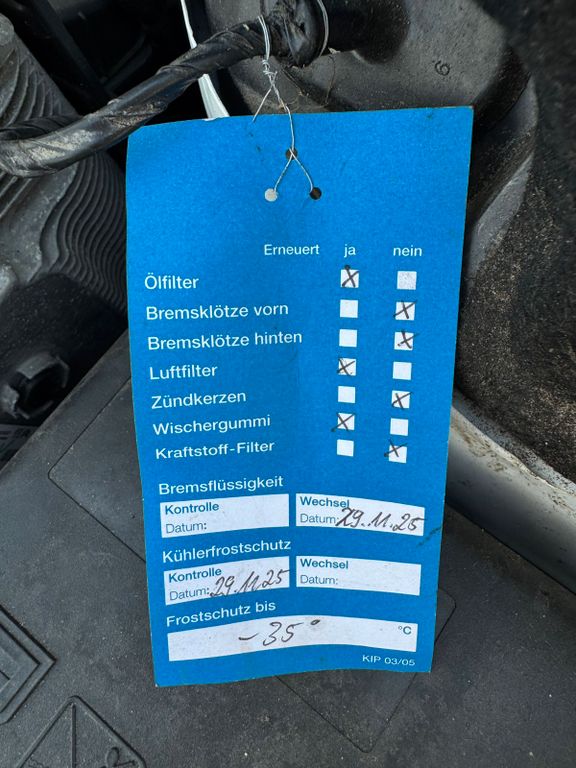 Erneuert ja nein
Ölfilter
Bremsklötze vorn
Bremsklötze hinten
Luftfilter
Zündkerzen
Wischergummi
Kraftstoff-Filter
Bremsflüssigkeit
Kontrolle
Datum:
Wechsel
Datum: 29.11.25
Kühlerfrostschutz
Kontrolle
Datum: 29.11.25
Wechsel
Datum:
Frostschutz bis
-35° °C
KIP 03/05